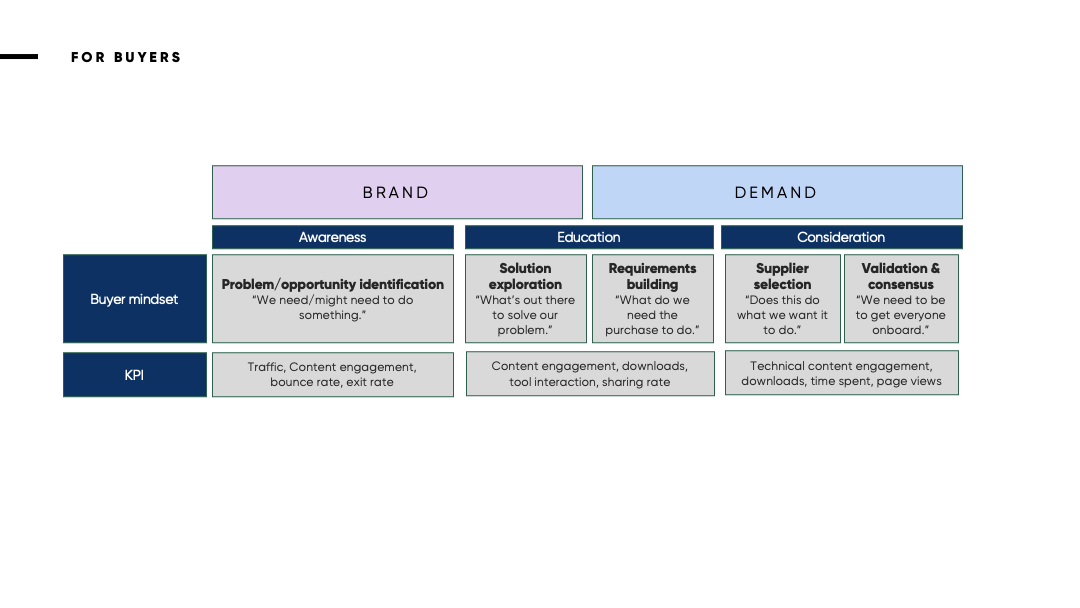 FOR BUYERS
BRAND
DEMAND
Awareness
Education
Consideration
Buyer mindset
Problem/opportunity identification
“We need/might need to do
something.”
Solution
exploration
“What’s out there
to solve our
problem.”
Requirements
building
“What do we
need the
purchase to do.”
Supplier
selection
“Does this do
what we want it
to do.”
Validation &
consensus
“We need to be
to get everyone
onboard.”
KPI
Traffic, Content engagement,
bounce rate, exit rate
Content engagement, downloads,
tool interaction, sharing rate
Technical content engagement,
downloads, time spent, page views